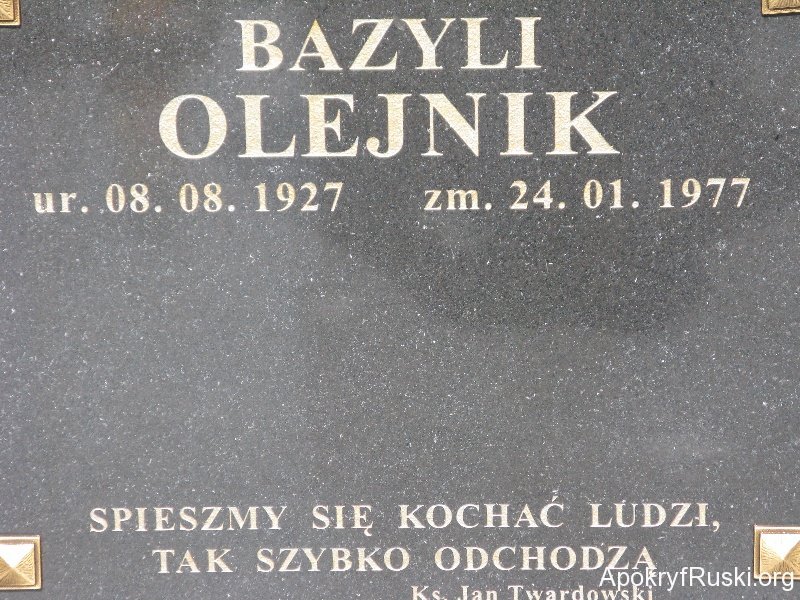 BAZYLI
OLEJNIK
ur. 08. 08. 1927 zm. 24. 01. 1977
SPIESZMY SIĘ KOCHAĆ LUDZI,
TAK SZYBKO ODCHODZĄ
Ks. Jan Twardowski
ApokryfRuski.org